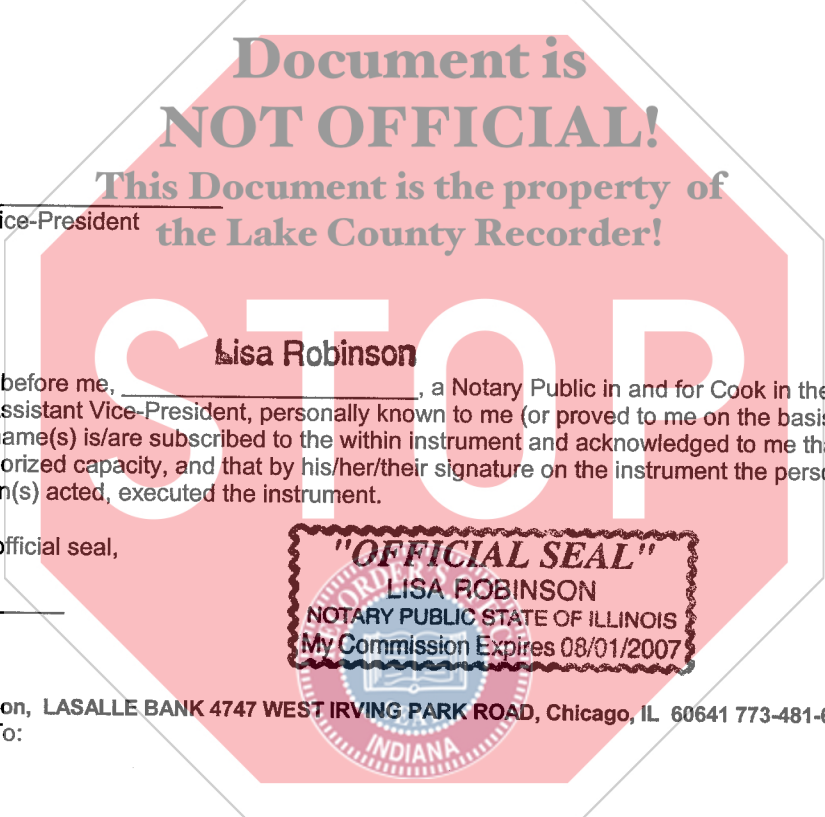 Document is
NOT OFFICIAL!
This Document is the property of
the Lake County Recorder!
ice-President
STOP
Lisa Robinson
before me, ____________________, a Notary Public in and for Cook in the
ssistant Vice-President, personally known to me (or proved to me on the basis
ame(s) is/are subscribed to the within instrument and acknowledged to me tha
orized capacity, and that by his/her/their signature on the instrument the perso
n(s) acted, executed the instrument.
official seal,
"OFFICIAL SEAL"
LISA ROBINSON
NOTARY PUBLIC STATE OF ILLINOIS
My Commission Expires 08/01/2007
on, LASALLE BANK 4747 WEST IRVING PARK ROAD, Chicago, IL 60641 773-481-6
o:
INDIANA